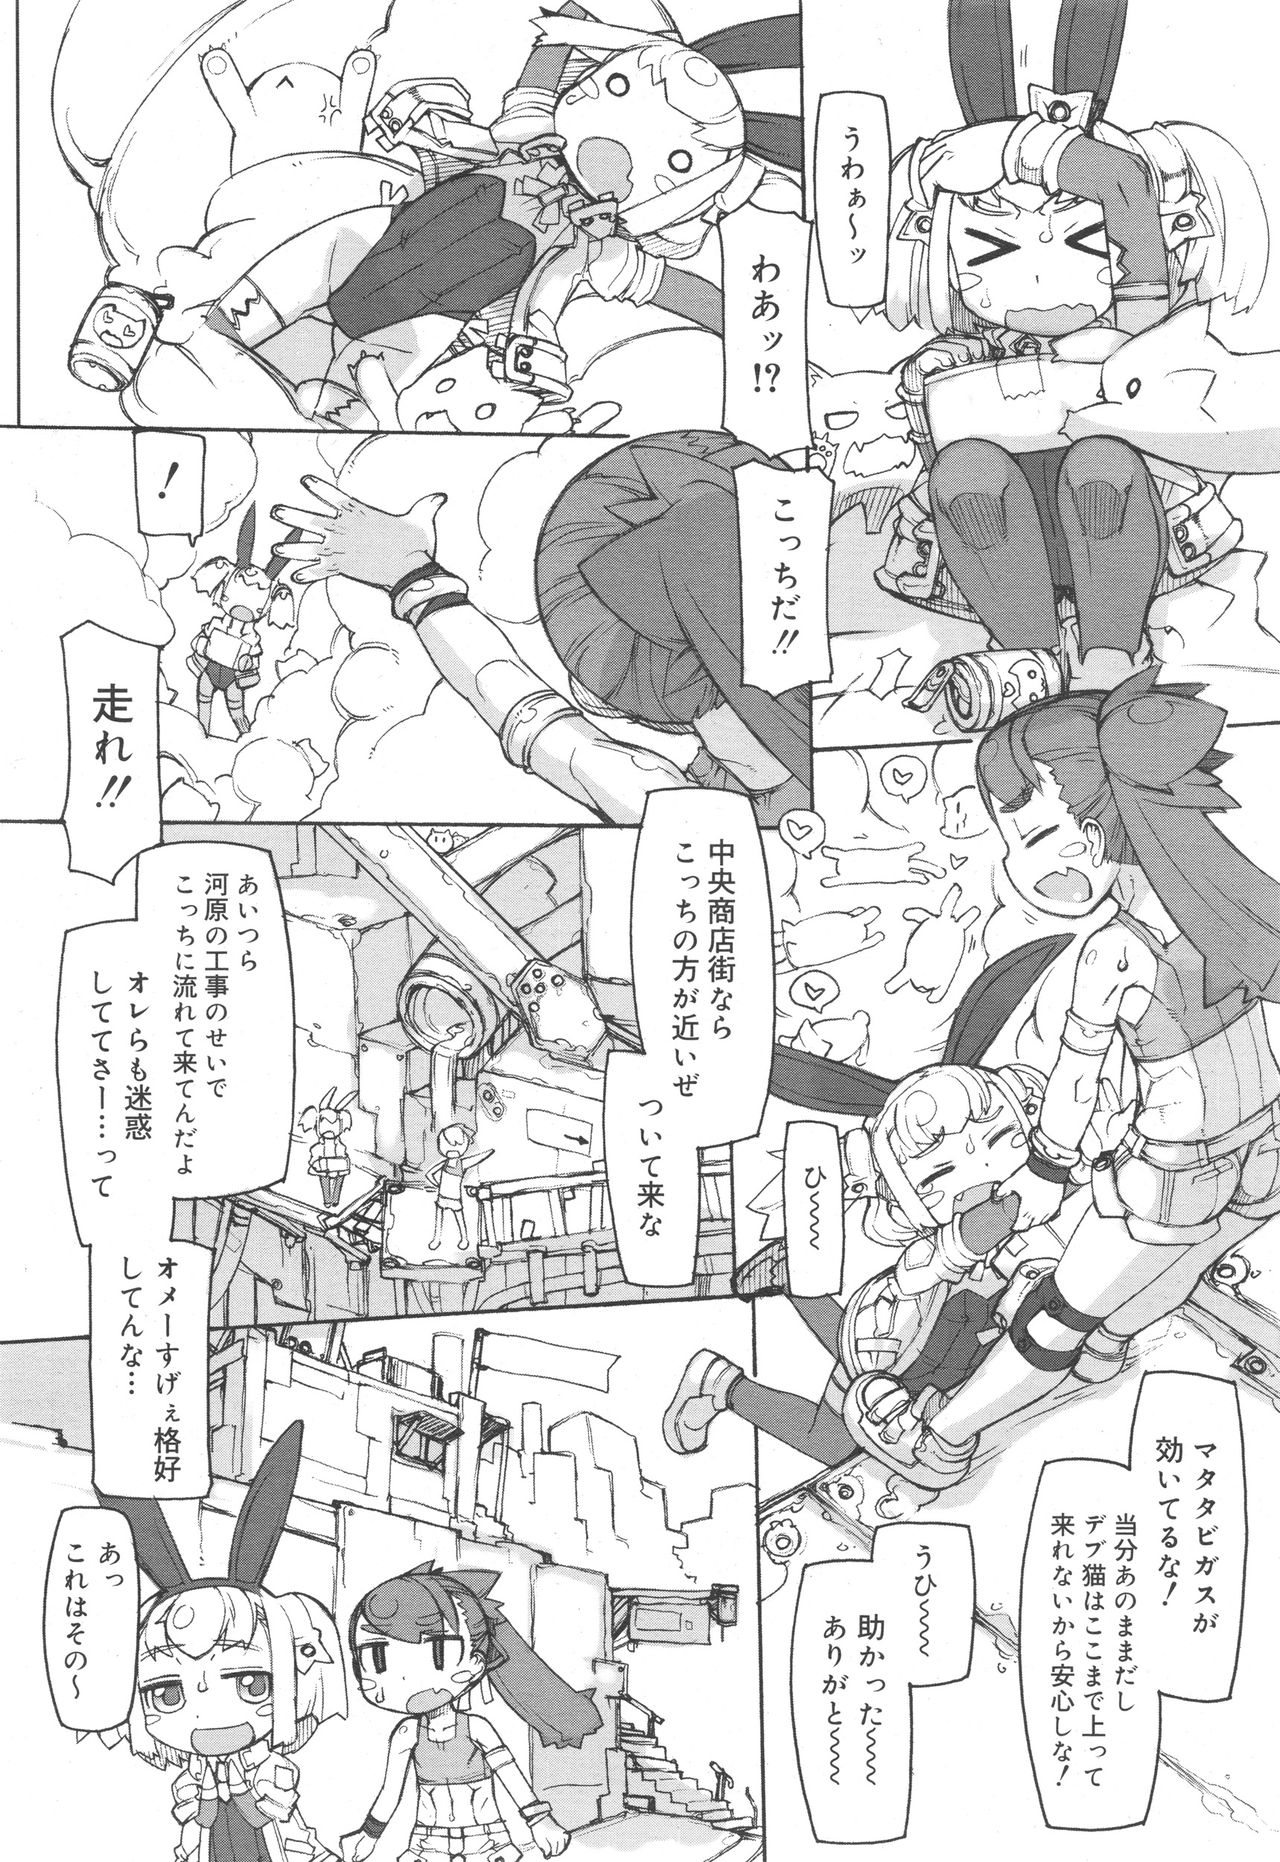 うわぁ～ッ
わあッ!?
こっちだ!!
！
走れ!!
マタタビガスが
効いてるな！
当分あのままだし
デブ猫はここまで上って
来れないから安心しな！
ひ～～～
うひ～～～
助かった～～～
ありがと～～～
中央商店街なら
こっちの方が近いぜ
ついて来な
あいつら
河原の工事のせいで
こっちに流れて来てんだよ
オレらも迷惑
しててさー…って
オメーすげぇ格好
してんな…
あっ
これはその～